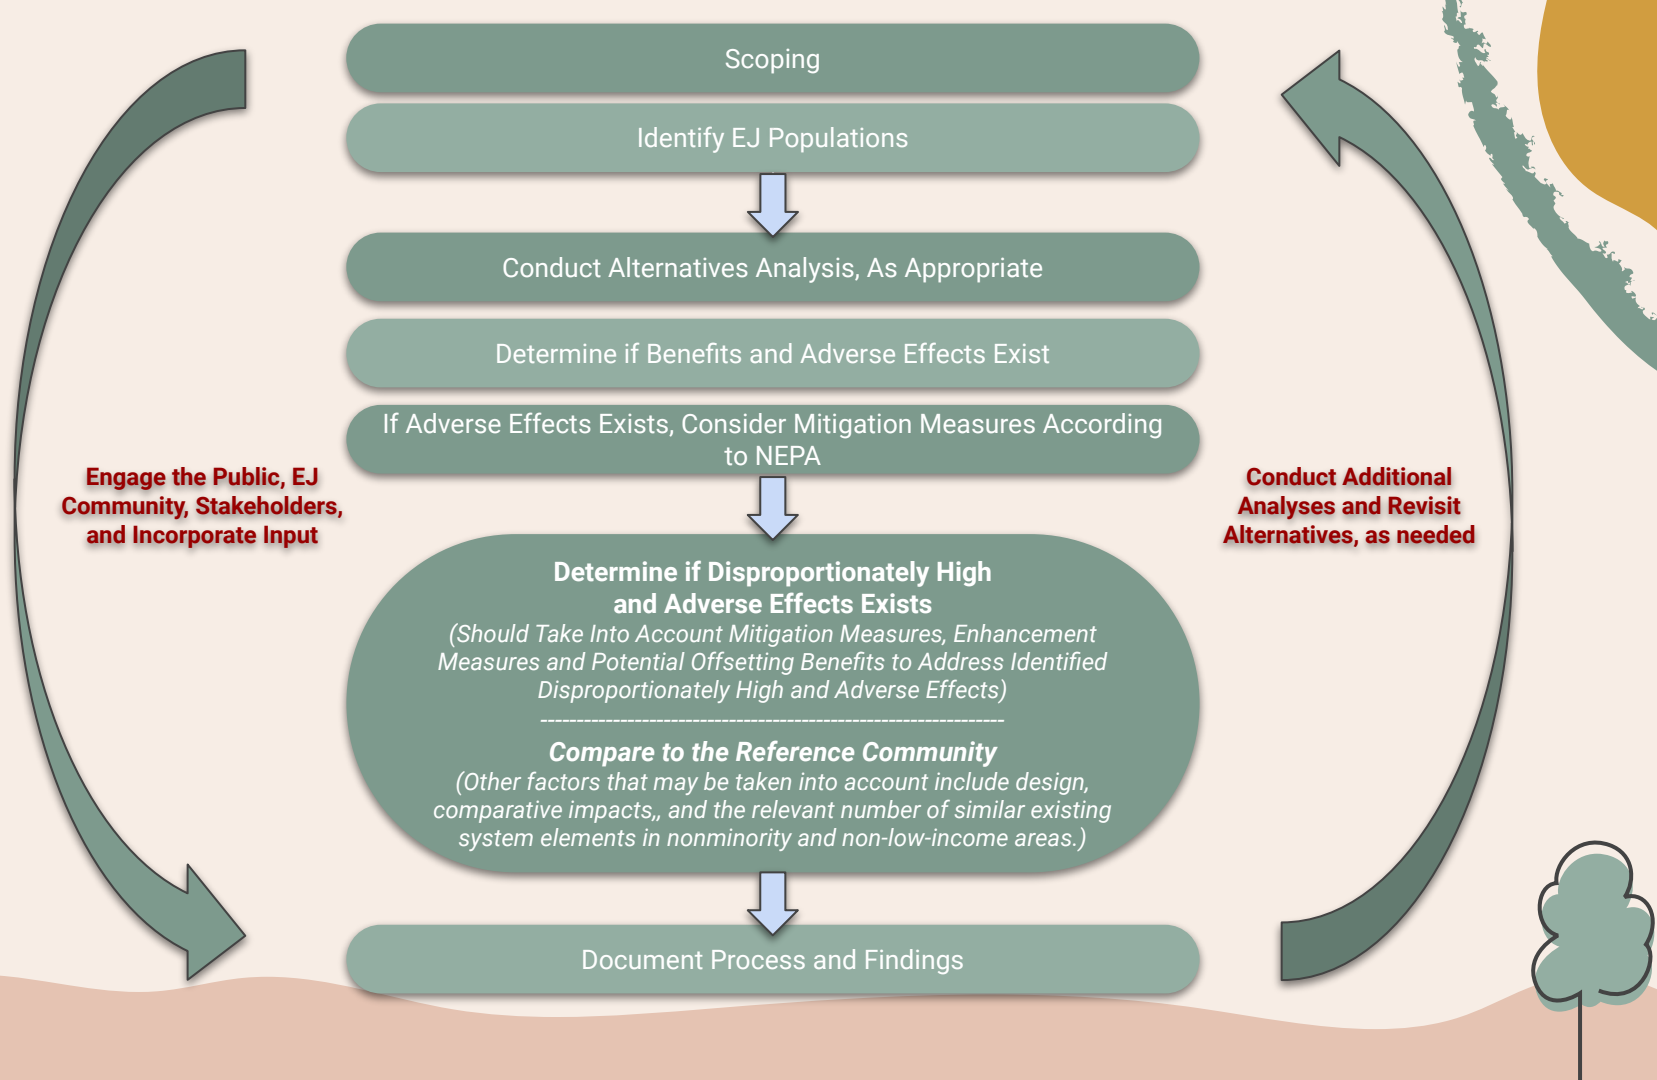 Scoping
Identify EJ Populations
Conduct Alternatives Analysis, As Appropriate
Determine if Benefits and Adverse Effects Exist
If Adverse Effects Exists, Consider Mitigation Measures According
to NEPA
Engage the Public, EJ
Community, Stakeholders,
and Incorporate Input
Conduct Additional
Analyses and Revisit
Alternatives, as needed
Determine if Disproportionately High
and Adverse Effects Exists
(Should Take Into Account Mitigation Measures, Enhancement
Measures and Potential Offsetting Benefits to Address Identified
Disproportionately High and Adverse Effects)
----------------------------------------------------------------
Compare to the Reference Community
(Other factors that may be taken into account include design,
comparative impacts,, and the relevant number of similar existing
system elements in nonminority and non-low-income areas.)
Document Process and Findings